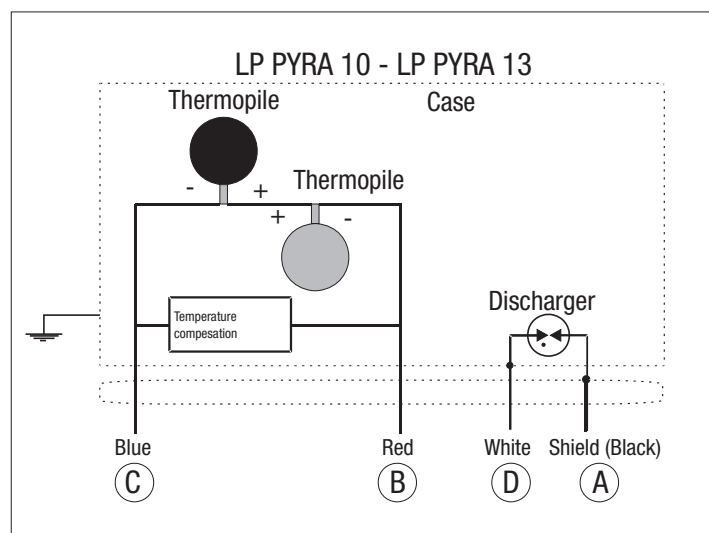 LP PYRA 10 - LP PYRA 13
Thermopile
Case
- +
Thermopile
+ -
Temperature
compesation
Discharger
Blue
Red
White
Shield (Black)
C
B
D
A